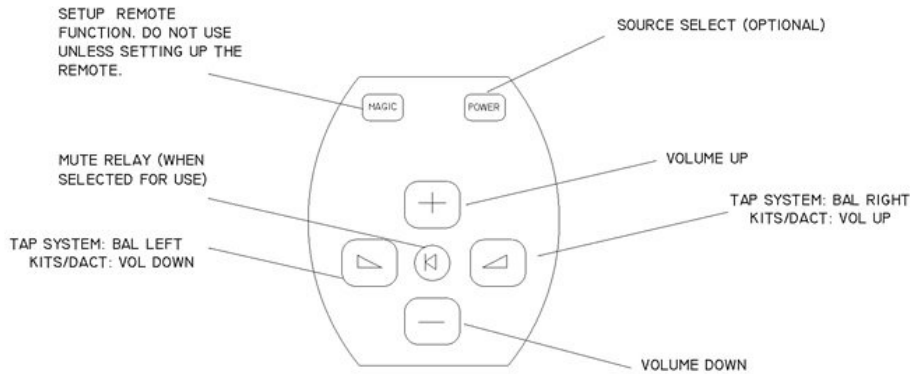 SETUP REMOTE
FUNCTION. DO NOT USE
UNLESS SETTING UP THE
REMOTE.
SOURCE SELECT (OPTIONAL)
MAGIC
POWER
MUTE RELAY (WHEN
SELECTED FOR USE)
VOLUME UP
TAP SYSTEM: BAL RIGHT
KITS/DACT: VOL UP
TAP SYSTEM: BAL LEFT
KITS/DACT: VOL DOWN
VOLUME DOWN